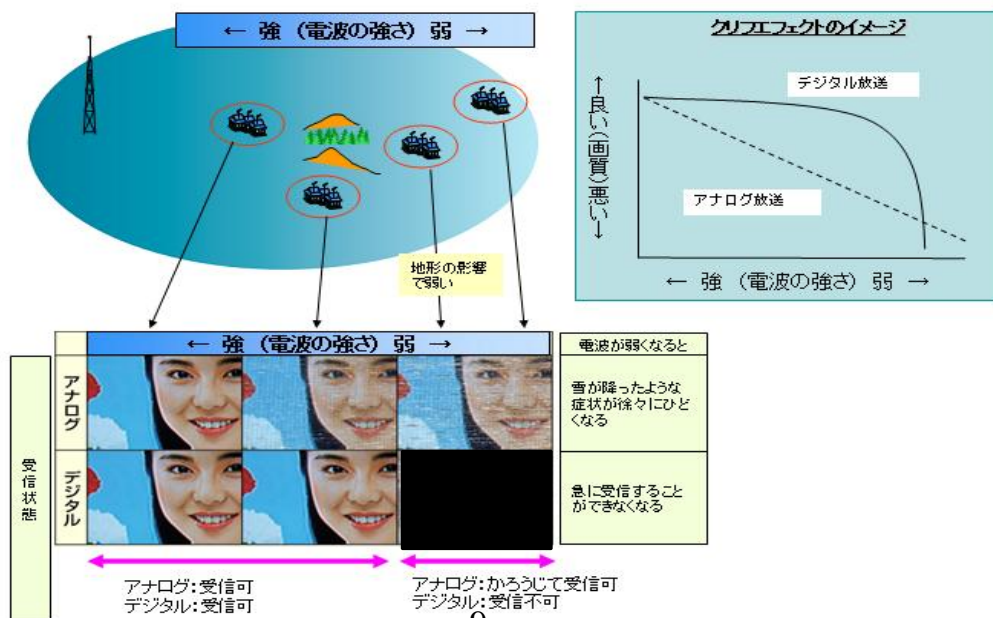 ← 強 (電波の強さ) 弱 →
クリフエフェクトのイメージ
デジタル放送
アナログ放送
←良い(画質)悪い→
← 強 (電波の強さ) 弱 →
地形の影響
で弱い
← 強 (電波の強さ) 弱 →
電波が弱くなると
受信状態
アナログ
雪が降ったような
症状が徐々にひど
くなる
デジタル
急に受信すること
ができなくなる
アナログ:受信可
デジタル:受信可
アナログ:かろうじて受信可
デジタル:受信不可